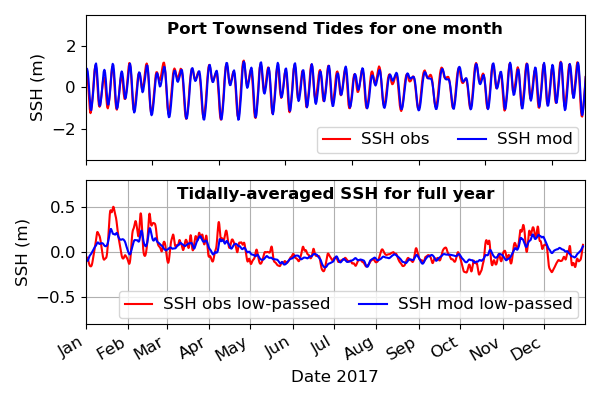 Port Townsend Tides for one month
2
0
−2
SSH (m)
SSH obs
SSH mod
Tidally-averaged SSH for full year
0.5
0.0
−0.5
SSH (m)
SSH obs low-passed
SSH mod low-passed
Jan Feb Mar Apr May Jun Jul Aug Sep Oct Nov Dec
Date 2017